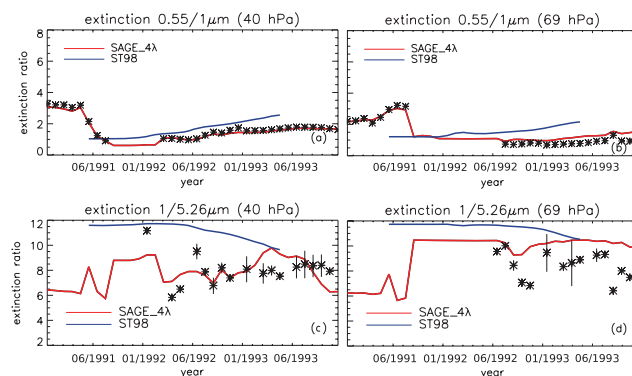 extinction 0.55/1μm (40 hPa)
extinction 0.55/1μm (69 hPa)
8
6
4
2
0
extinction ratio
SAGE_4λ
ST98
(a)
SAGE_4λ
ST98
(b)
06/1991 01/1992 06/1992 01/1993 06/1993
year
06/1991 01/1992 06/1992 01/1993 06/1993
year
extinction 1/5.26μm (40 hPa)
extinction 1/5.26μm (69 hPa)
12
10
8
6
4
2
extinction ratio
SAGE_4λ
ST98
(c)
SAGE_4λ
ST98
(d)
06/1991 01/1992 06/1992 01/1993 06/1993
year
06/1991 01/1992 06/1992 01/1993 06/1993
year